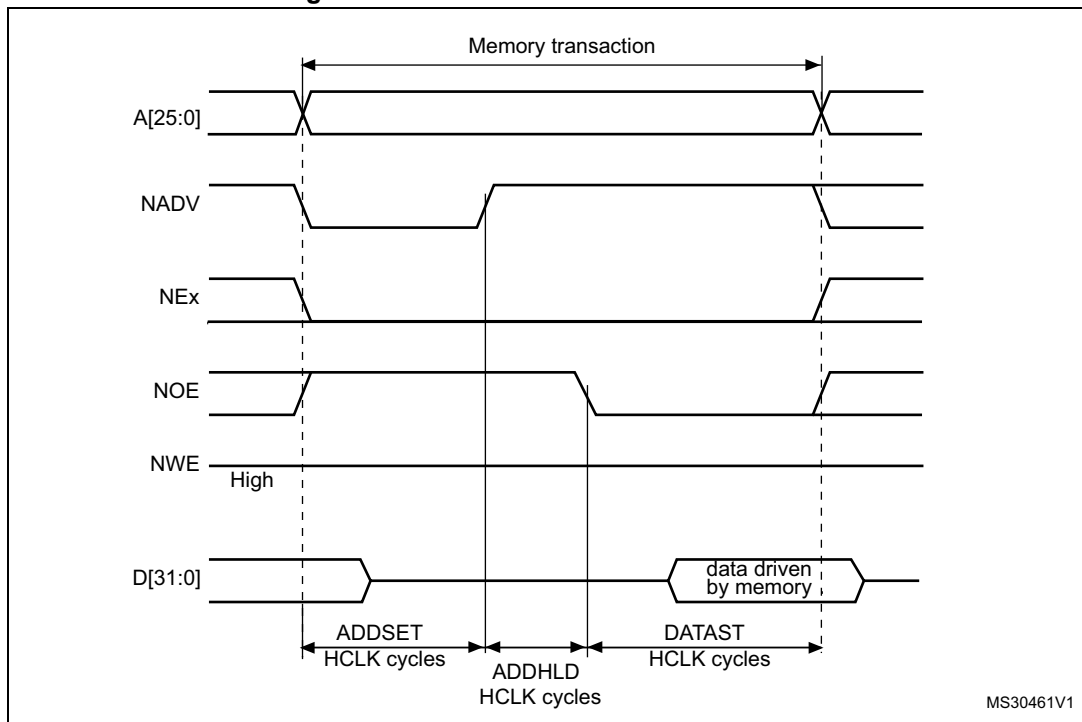 Memory transaction
A[25:0]
NADV
NEx
NOE
NWE
High
D[31:0]
data driven
by memory
ADDSET
HCLK cycles
DATAST
HCLK cycles
ADDHLD
HCLK cycles
MS30461V1